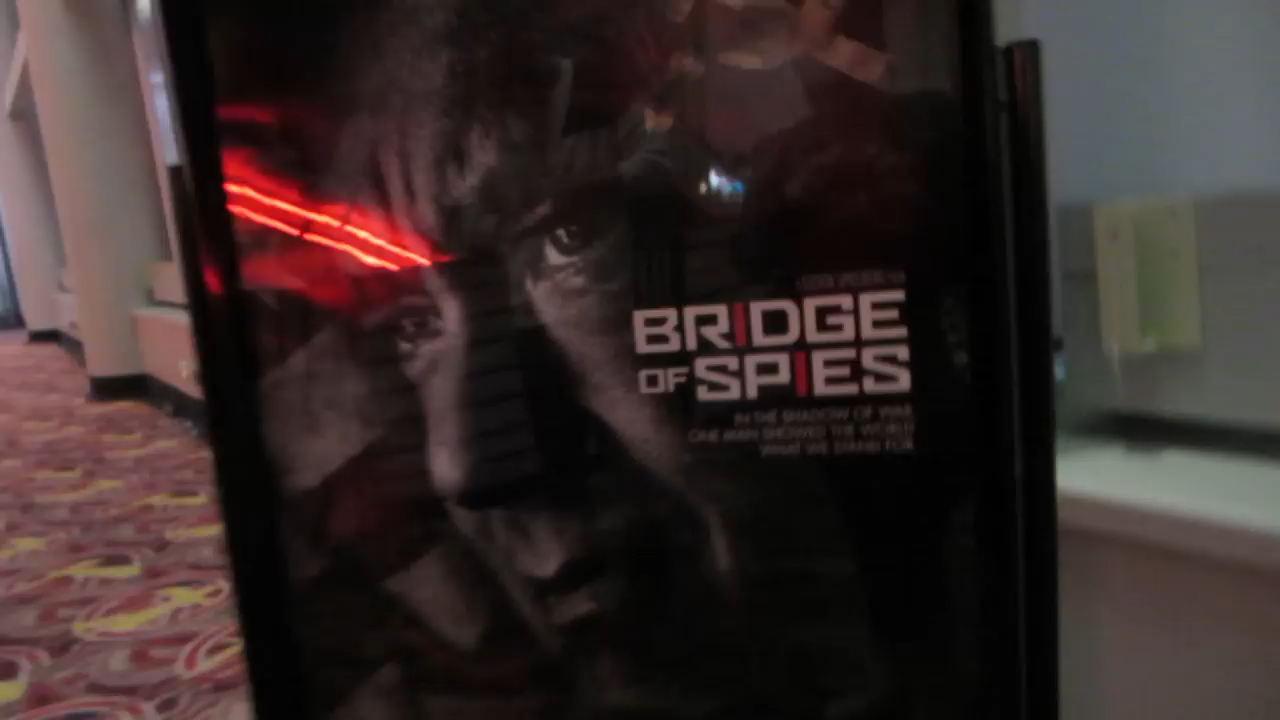 BRIDGE
OF SPIES
IN THE SHADOW OF WAR
ONE MAN SHOWED THE WORLD
WHAT WE STAND FOR